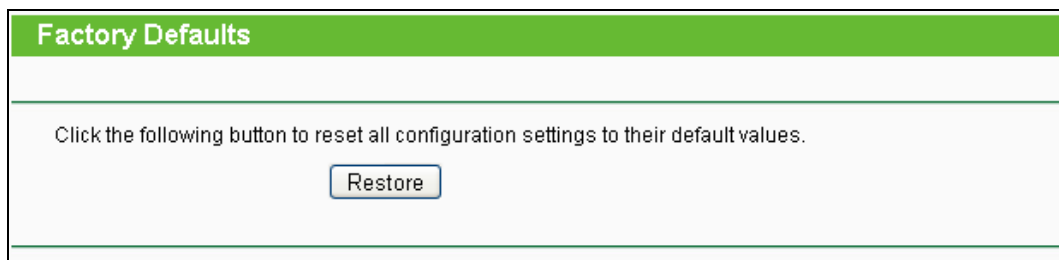 Factory Defaults
Click the following button to reset all configuration settings to their default values.
Restore